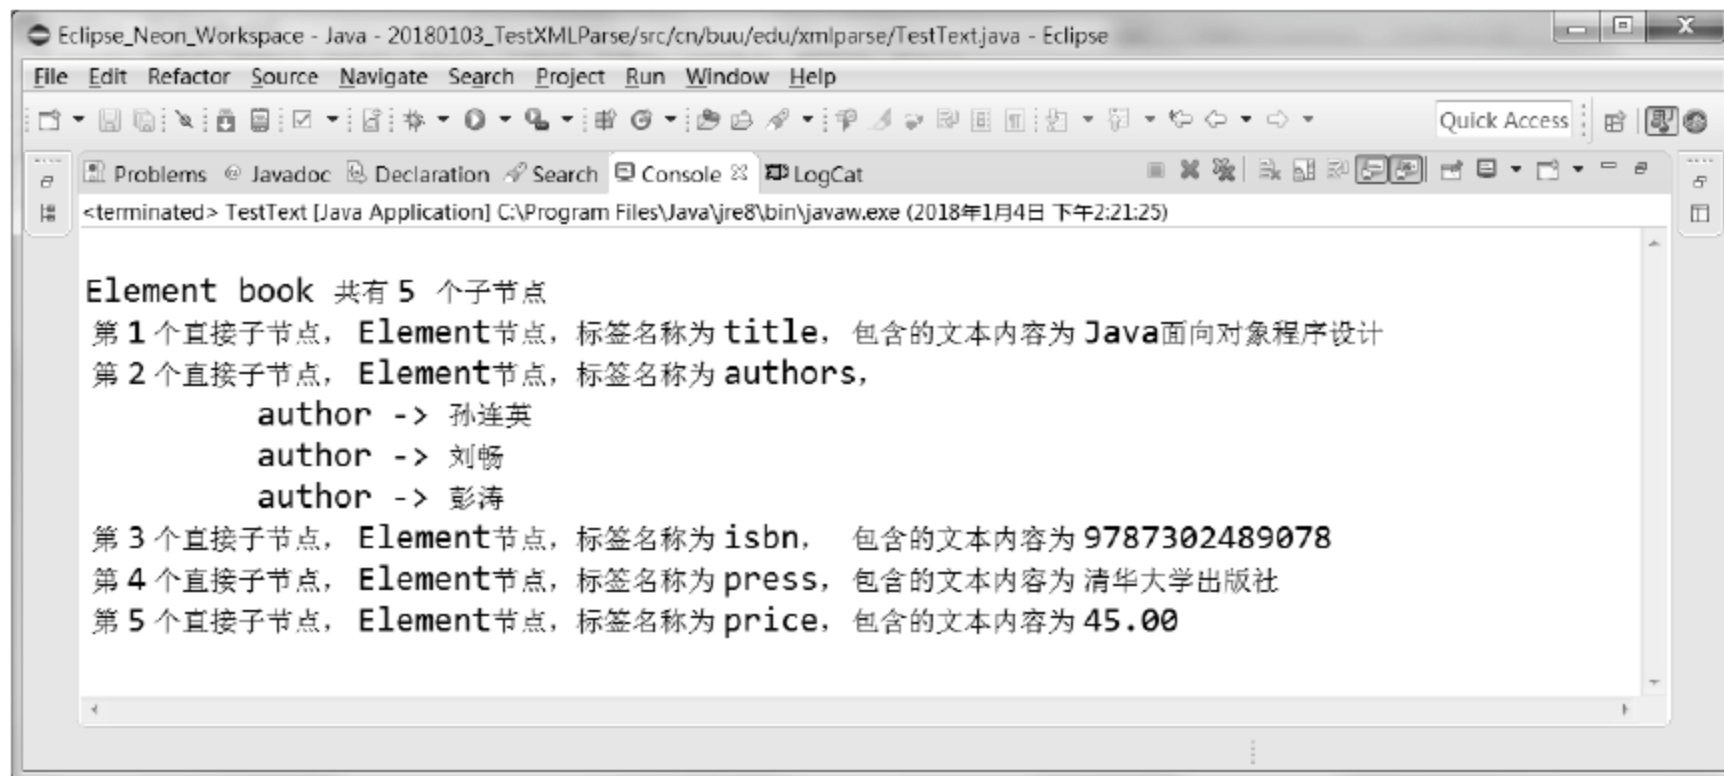 Eclipse_Neon_Workspace - Java - 20180103_TestXMLParse/src/cn/buu/edu/xmlparse/TestText.java - Eclipse
File Edit Refactor Source Navigate Search Project Run Window Help
Quick Access
Problems @ Javadoc Declaration Search Console LogCat
<terminated> TestText [Java Application] C:\Program Files\Java\jre8\bin\javaw.exe (2018年1月4日 下午2:21:25)
Element book 共有 5 个子节点
第 1 个直接子节点， Element节点，标签名称为 title， 包含的文本内容为 Java面向对象程序设计
第 2 个直接子节点， Element节点，标签名称为 authors，
author -> 孙连英
author -> 刘畅
author -> 彭涛
第 3 个直接子节点， Element节点，标签名称为 isbn， 包含的文本内容为 9787302489078
第 4 个直接子节点， Element节点，标签名称为 press， 包含的文本内容为 清华大学出版社
第 5 个直接子节点， Element节点，标签名称为 price， 包含的文本内容为 45.00